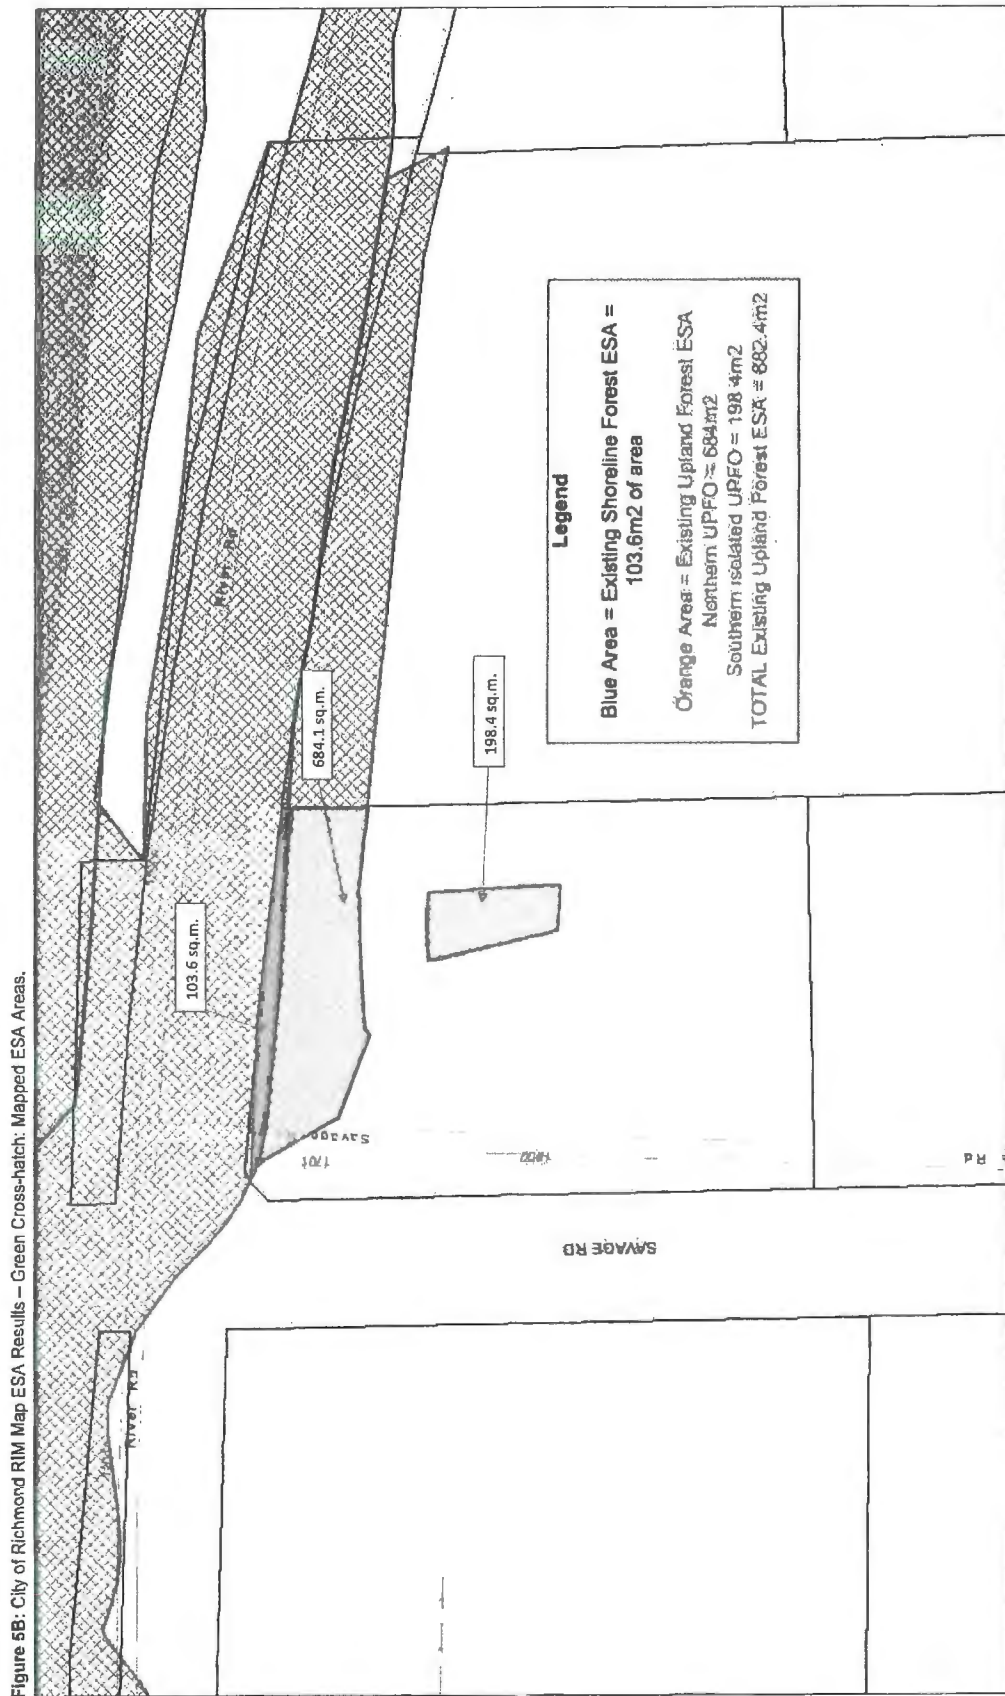 Figure 5B: City of Richmond RIM Map ESA Results – Green Cross-hatch: Mapped ESA Areas.
River Rd
River Rd
103.6 sq.m.
684.1 sq.m.
198.4 sq.m.
1701
Rd
SAVAGE RD
Legend
Blue Area = Existing Shoreline Forest ESA =
103.6m2 of area
Orange Area = Existing Upland Forest ESA
Northern UPFO = 684m2
Southern isolated UPFO = 198.4m2
TOTAL Existing Upland Forest ESA = 682.4m2